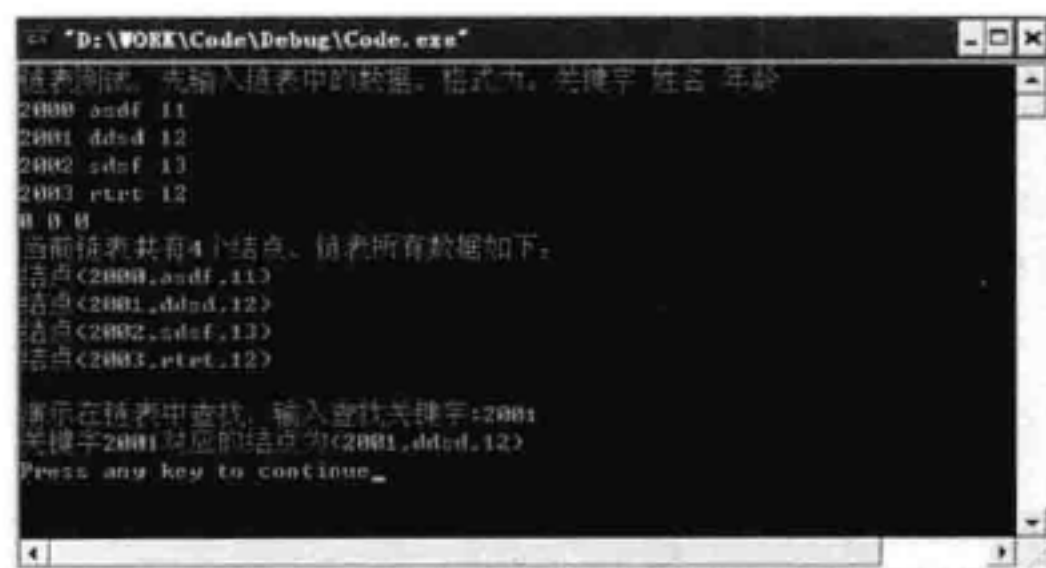 "D:\WORK\Code\Debug\Code.exe"
链表测试。先输入链表中的数据。格式为:关键字 姓名 年龄
2000 asdf 11
2001 ddsd 12
2002 sdsf 13
2003 rtrt 12
0 0 0
当前链表共有4个结点、链表所有数据如下:
结点(2000,asdf,11)
结点(2001,ddsd,12)
结点(2002,sdsf,13)
结点(2003,rtrt,12)
演示在链表中查找,输入查找关键字:2001
关键字2001对应的结点为(2001,ddsd,12)
Press any key to continue_